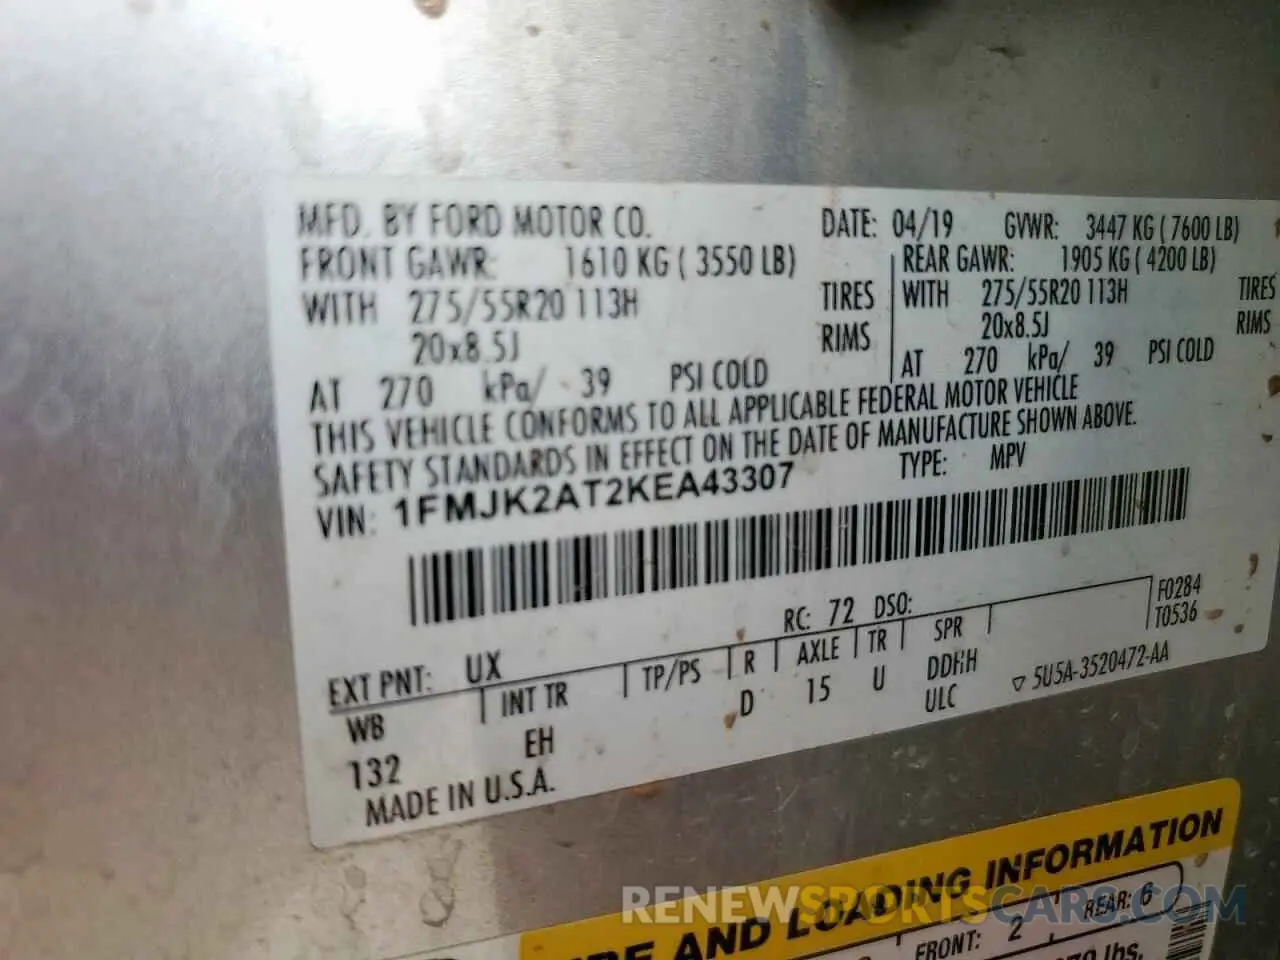 MFD. BY FORD MOTOR CO. DATE: 04/19 GVWR: 3447 KG ( 7600 LB)
FRONT GAWR: 1610 KG ( 3550 LB) REAR GAWR: 1905 KG ( 4200 LB)
WITH 275/55R20 113H TIRES WITH 275/55R20 113H TIRES
20x8.5J RIMS 20x8.5J RIMS
AT 270 kPa/ 39 PSI COLD AT 270 kPa/ 39 PSI COLD
THIS VEHICLE CONFORMS TO ALL APPLICABLE FEDERAL MOTOR VEHICLE
SAFETY STANDARDS IN EFFECT ON THE DATE OF MANUFACTURE SHOWN ABOVE.
VIN: 1FMJK2AT2KEA43307 TYPE: MPV
F0284
T0536
RC: 72 DSO:
EXT PNT: UX
WB INT TR TP/PS R AXLE TR SPR
132 EH D 15 U DDHH
ULC
5U5A-3520472-AA
MADE IN U.S.A.
AND LOADING INFORMATION
FRONT: 2 REAR: 6
lbs.
RENEWSPORTSCARS.COM